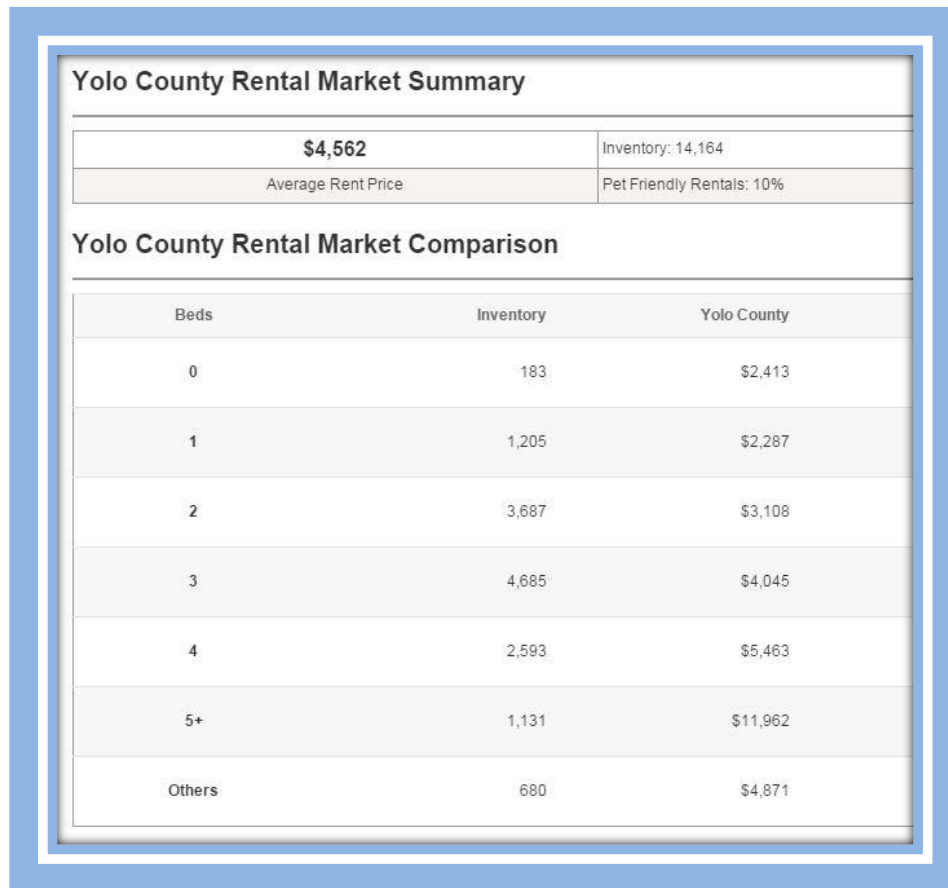 Yolo County Rental Market Summary
$4,562 Inventory: 14,164
Average Rent Price Pet Friendly Rentals: 10%
Yolo County Rental Market Comparison
Beds Inventory Yolo County
0 183 $2,413
1 1,205 $2,287
2 3,687 $3,108
3 4,685 $4,045
4 2,593 $5,463
5+ 1,131 $11,962
Others 680 $4,871